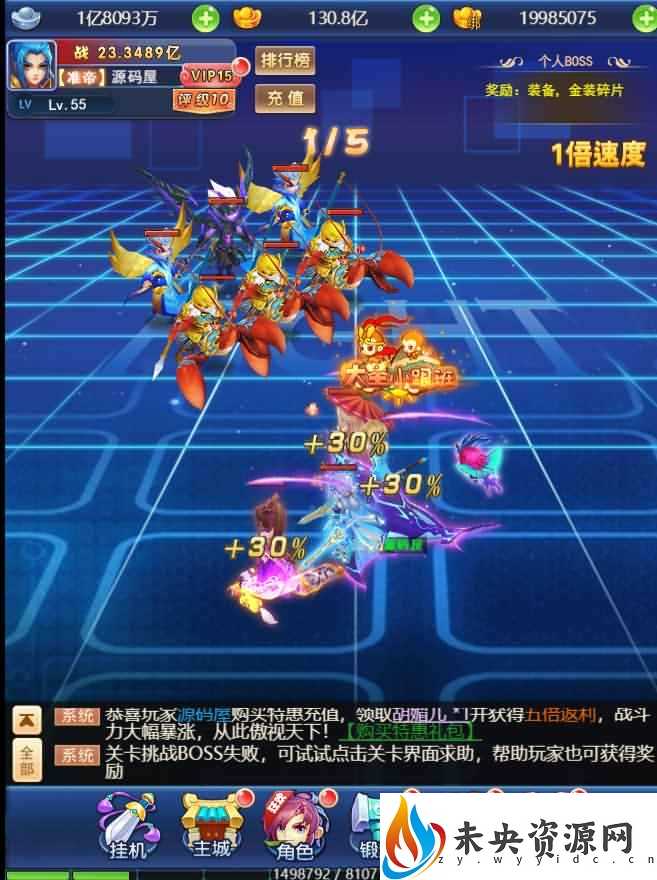 1亿8093万
130.8亿
19985075
战 23.3489亿
【准帝】源码屋
VIP15
LV Lv.55
评级10
排行榜
充值
个人BOSS
奖励：装备，金装碎片
1/5
1倍速度
大圣小跟班
+30%
+30%
+30%
源码屋
系统 恭喜玩家源码屋购买特惠充值，领取胡媚儿 *1开获得五倍返利，战斗
力大幅暴涨，从此傲视天下！【购买特惠礼包】
全部
系统 关卡挑战BOSS失败，可试试点击关卡界面求助，帮助玩家也可获得奖
励
挂机
主城
角色
锻
1498792 / 8107
未央资源网
zy.wyyidc.cn